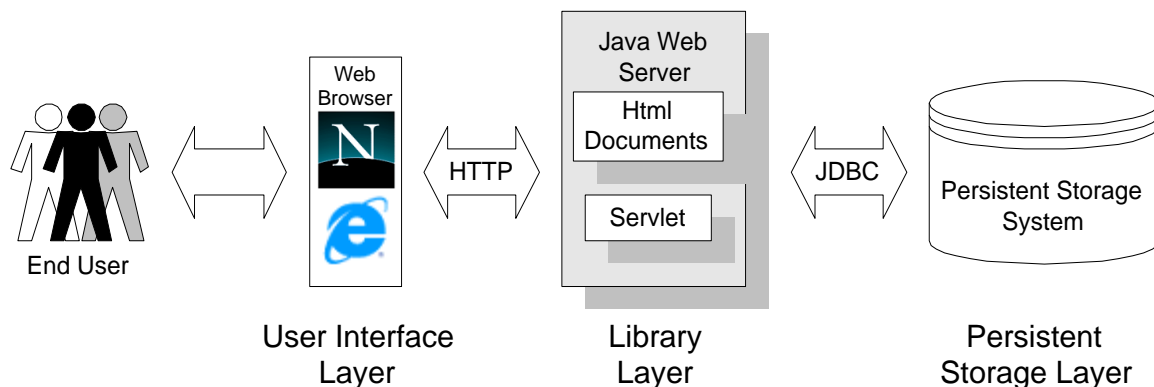 Web
Browser
N
Java Web
Server
Html
Documents
Servlet
HTTP
JDBC
Persistent Storage
System
End User
User Interface
Layer
Library
Layer
Persistent
Storage Layer